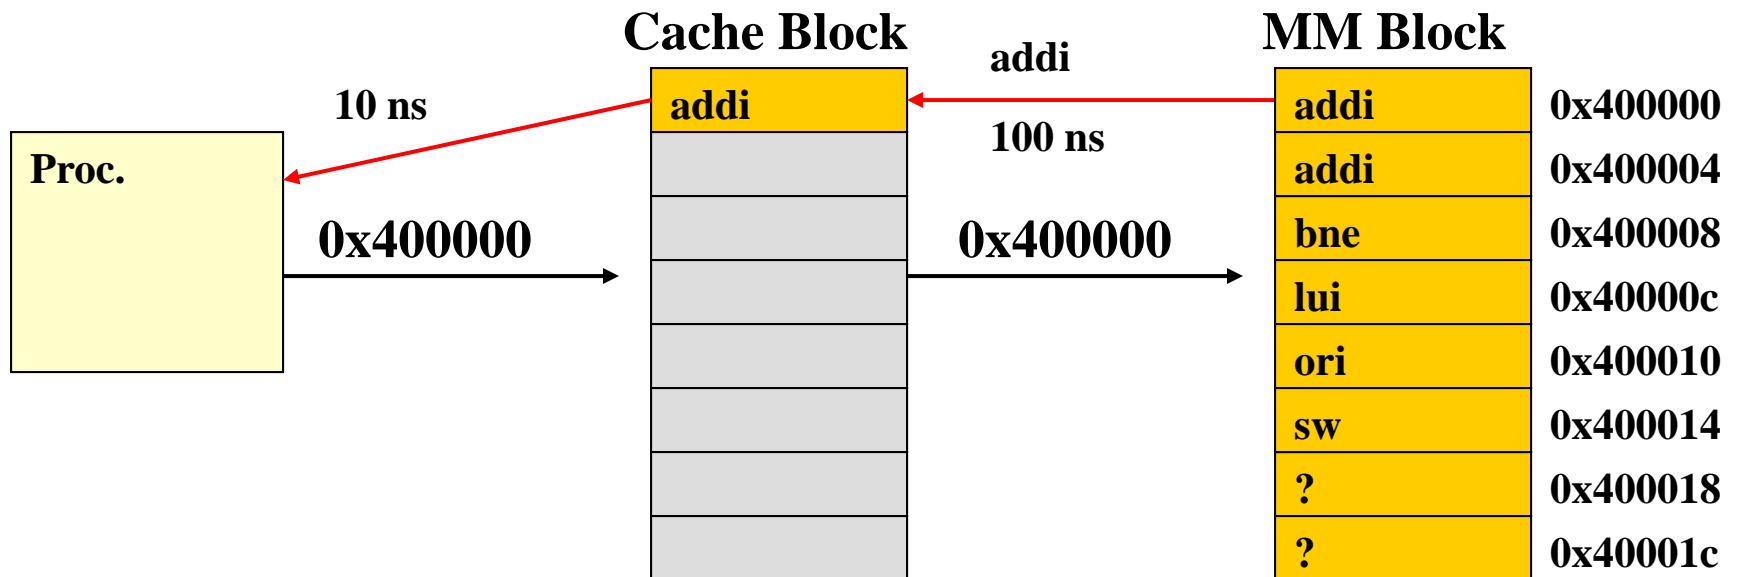 Cache Block
MM Block
addi
10 ns
addi
addi
0x400000
100 ns
Proc.
addi
0x400004
0x400000
0x400000
bne
0x400008
lui
0x40000c
ori
0x400010
sw
0x400014
?
0x400018
?
0x40001c